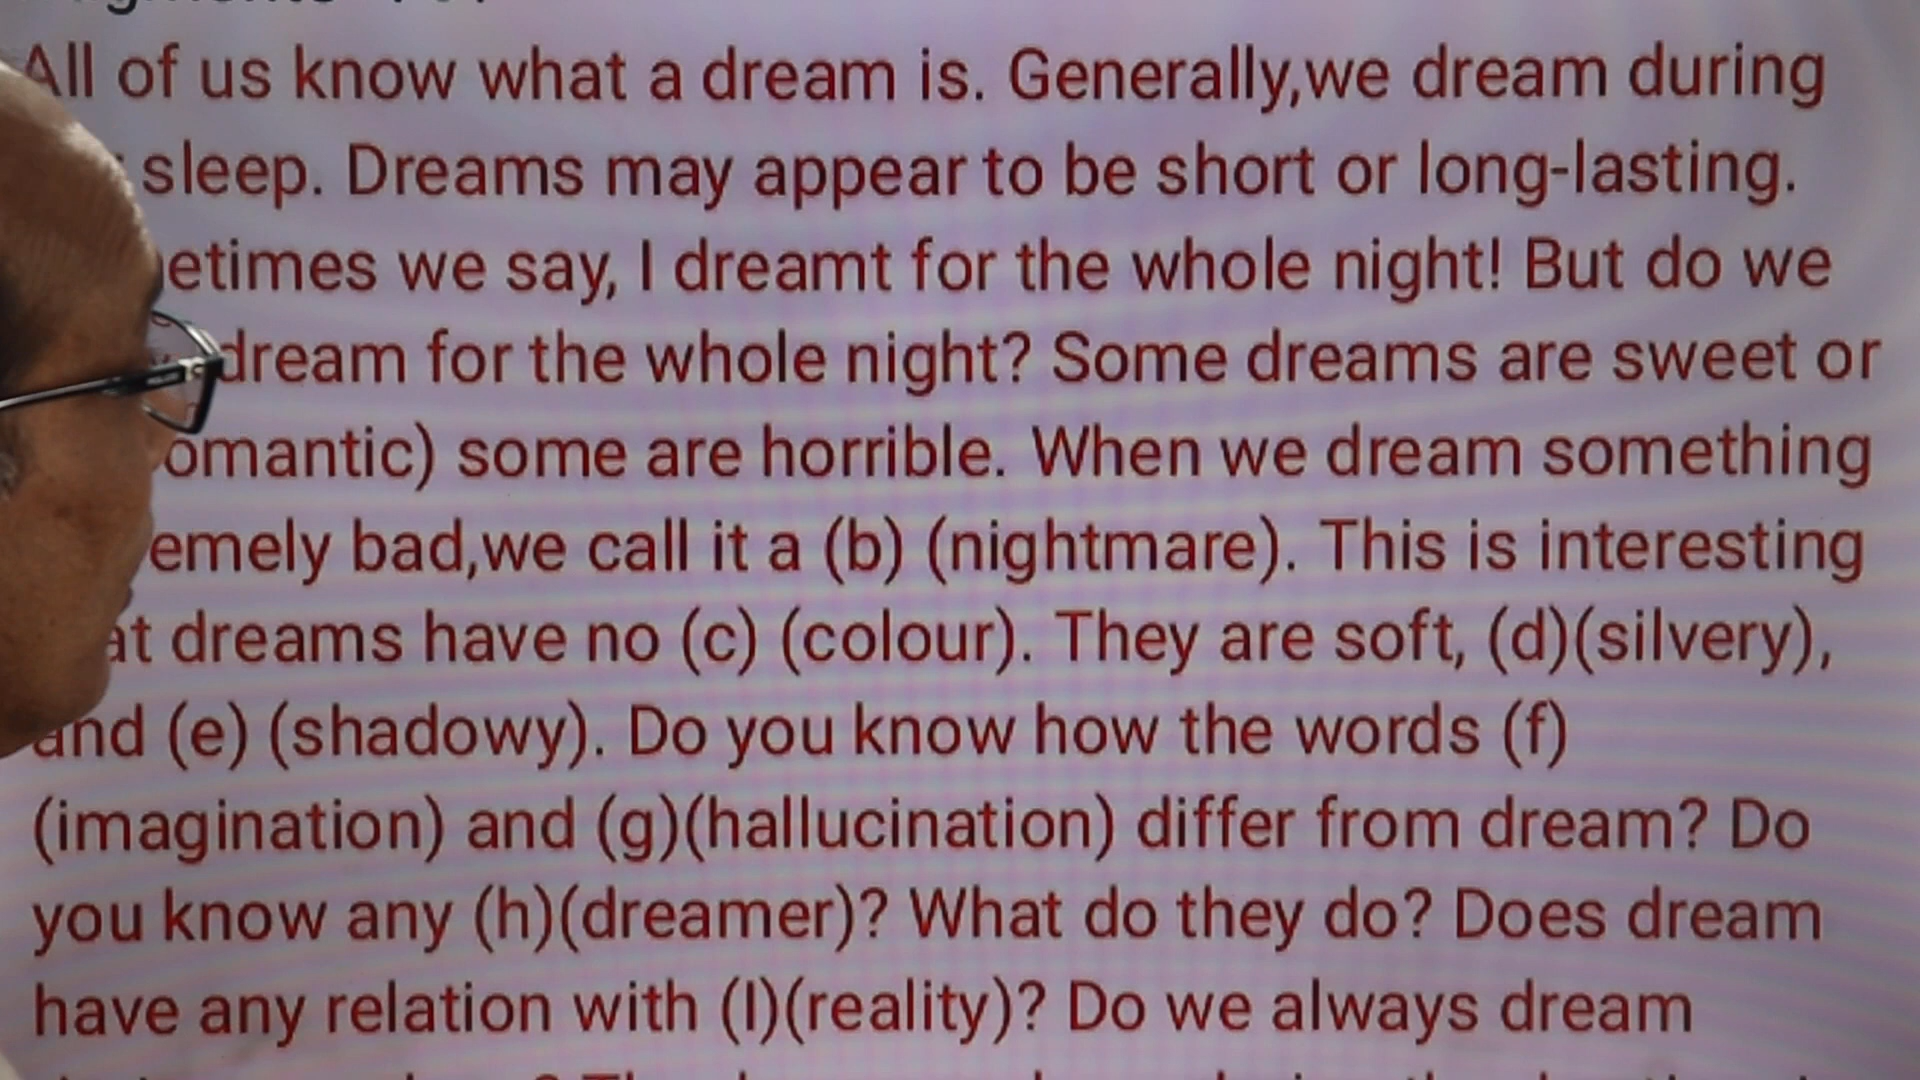 All of us know what a dream is. Generally,we dream during
sleep. Dreams may appear to be short or long-lasting.
etimes we say, I dreamt for the whole night! But do we
dream for the whole night? Some dreams are sweet or
omantic) some are horrible. When we dream something
emely bad,we call it a (b) (nightmare). This is interesting
at dreams have no (c) (colour). They are soft, (d)(silvery),
and (e) (shadowy). Do you know how the words (f)
(imagination) and (g)(hallucination) differ from dream? Do
you know any (h)(dreamer)? What do they do? Does dream
have any relation with (I)(reality)? Do we always dream